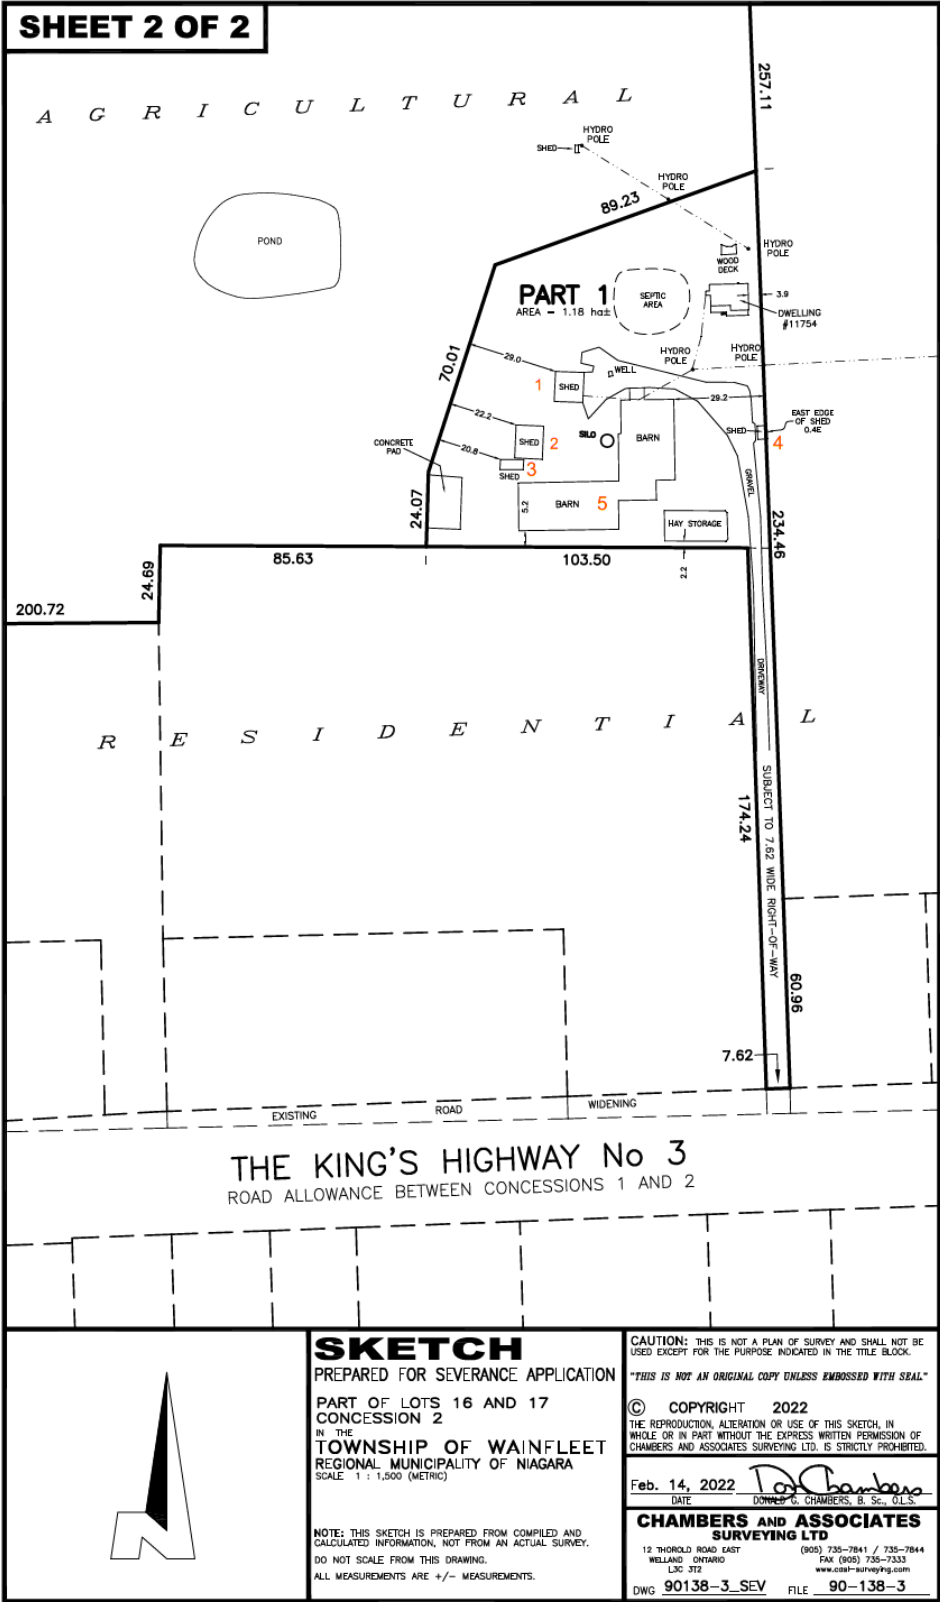 SHEET 2 OF 2
A G R I C U L T U R A L
257.11
HYDRO
POLE
SHED
HYDRO
POLE
89.23
POND
HYDRO
POLE
WOOD
DECK
PART 1
AREA = 1.18 ha±
SEPTIC
AREA
3.9
DWELLING
#11754
70.01
29.0
HYDRO
POLE
HYDRO
POLE
WELL
1
SHED
29.2
22.2
EAST EDGE
OF SHED
0.4E
SHED
4
SILO
BARN
SHED
2
CONCRETE
PAD
20.8
SHED
3
GRAVEL
24.07
5.2
BARN
5
HAY STORAGE
234.46
85.63
103.50
2.2
24.69
200.72
DRIVEWAY
R E S I D E N T I A L
174.24
SUBJECT TO 7.62 WIDE RIGHT-OF-WAY
60.96
7.62
EXISTING ROAD WIDENING
THE KING'S HIGHWAY No 3
ROAD ALLOWANCE BETWEEN CONCESSIONS 1 AND 2
SKETCH
PREPARED FOR SEVERANCE APPLICATION
PART OF LOTS 16 AND 17
CONCESSION 2
IN THE
TOWNSHIP OF WAINFLEET
REGIONAL MUNICIPALITY OF NIAGARA
SCALE 1 : 1,500 (METRIC)
NOTE: THIS SKETCH IS PREPARED FROM COMPILED AND
CALCULATED INFORMATION, NOT FROM AN ACTUAL SURVEY.
DO NOT SCALE FROM THIS DRAWING.
ALL MEASUREMENTS ARE +/- MEASUREMENTS.
CAUTION: THIS IS NOT A PLAN OF SURVEY AND SHALL NOT BE
USED EXCEPT FOR THE PURPOSE INDICATED IN THE TITLE BLOCK.
"THIS IS NOT AN ORIGINAL COPY UNLESS EMBOSSED WITH SEAL"
© COPYRIGHT 2022
THE REPRODUCTION, ALTERATION OR USE OF THIS SKETCH, IN
WHOLE OR IN PART WITHOUT THE EXPRESS WRITTEN PERMISSION OF
CHAMBERS AND ASSOCIATES SURVEYING LTD. IS STRICTLY PROHIBITED.
Feb. 14, 2022 Don Chambers
DATE DONALD G. CHAMBERS, B. Sc., O.L.S.
CHAMBERS AND ASSOCIATES
SURVEYING LTD
12 THOROLD ROAD EAST (905) 735-7841 / 735-7844
WELLAND ONTARIO FAX (905) 735-7333
L3C 3T2 www.cast-surveying.com
DWG 90138-3_SEV FILE 90-138-3